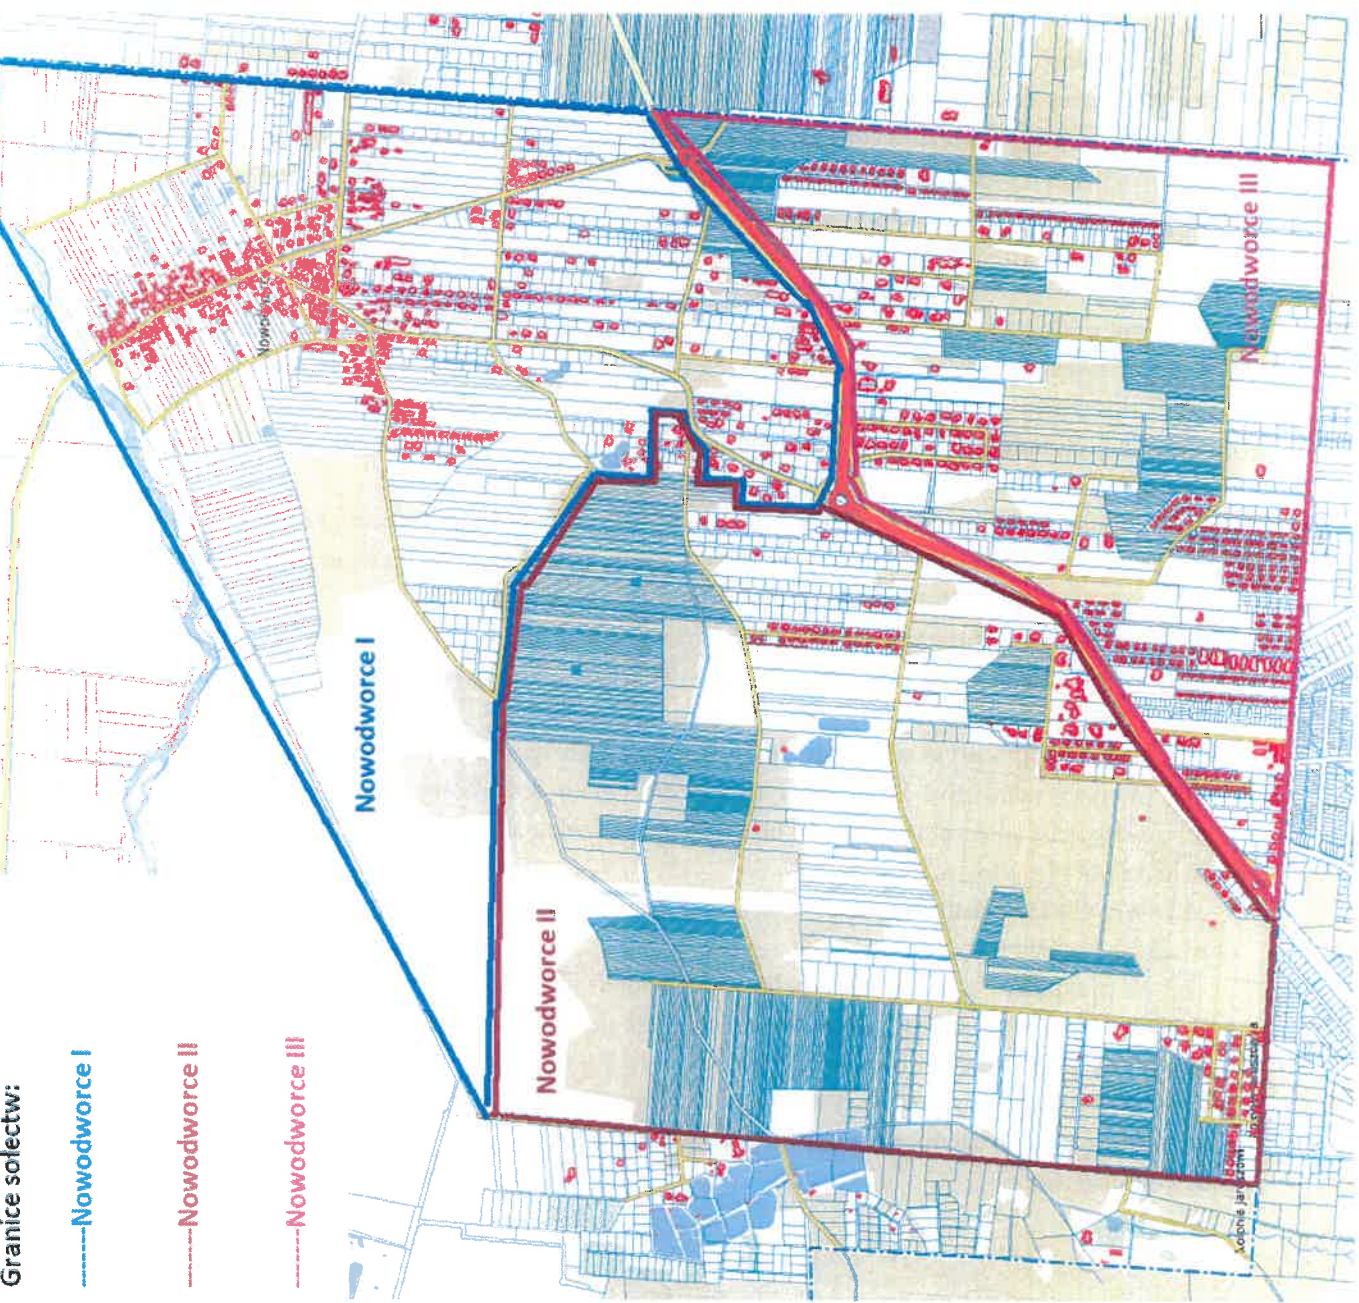 Granice sołectw:
-------Nowodworce I
-------Nowodworce II
-------Nowodworce III
Nowodworce I
Nowodworce II
Nowodworce III